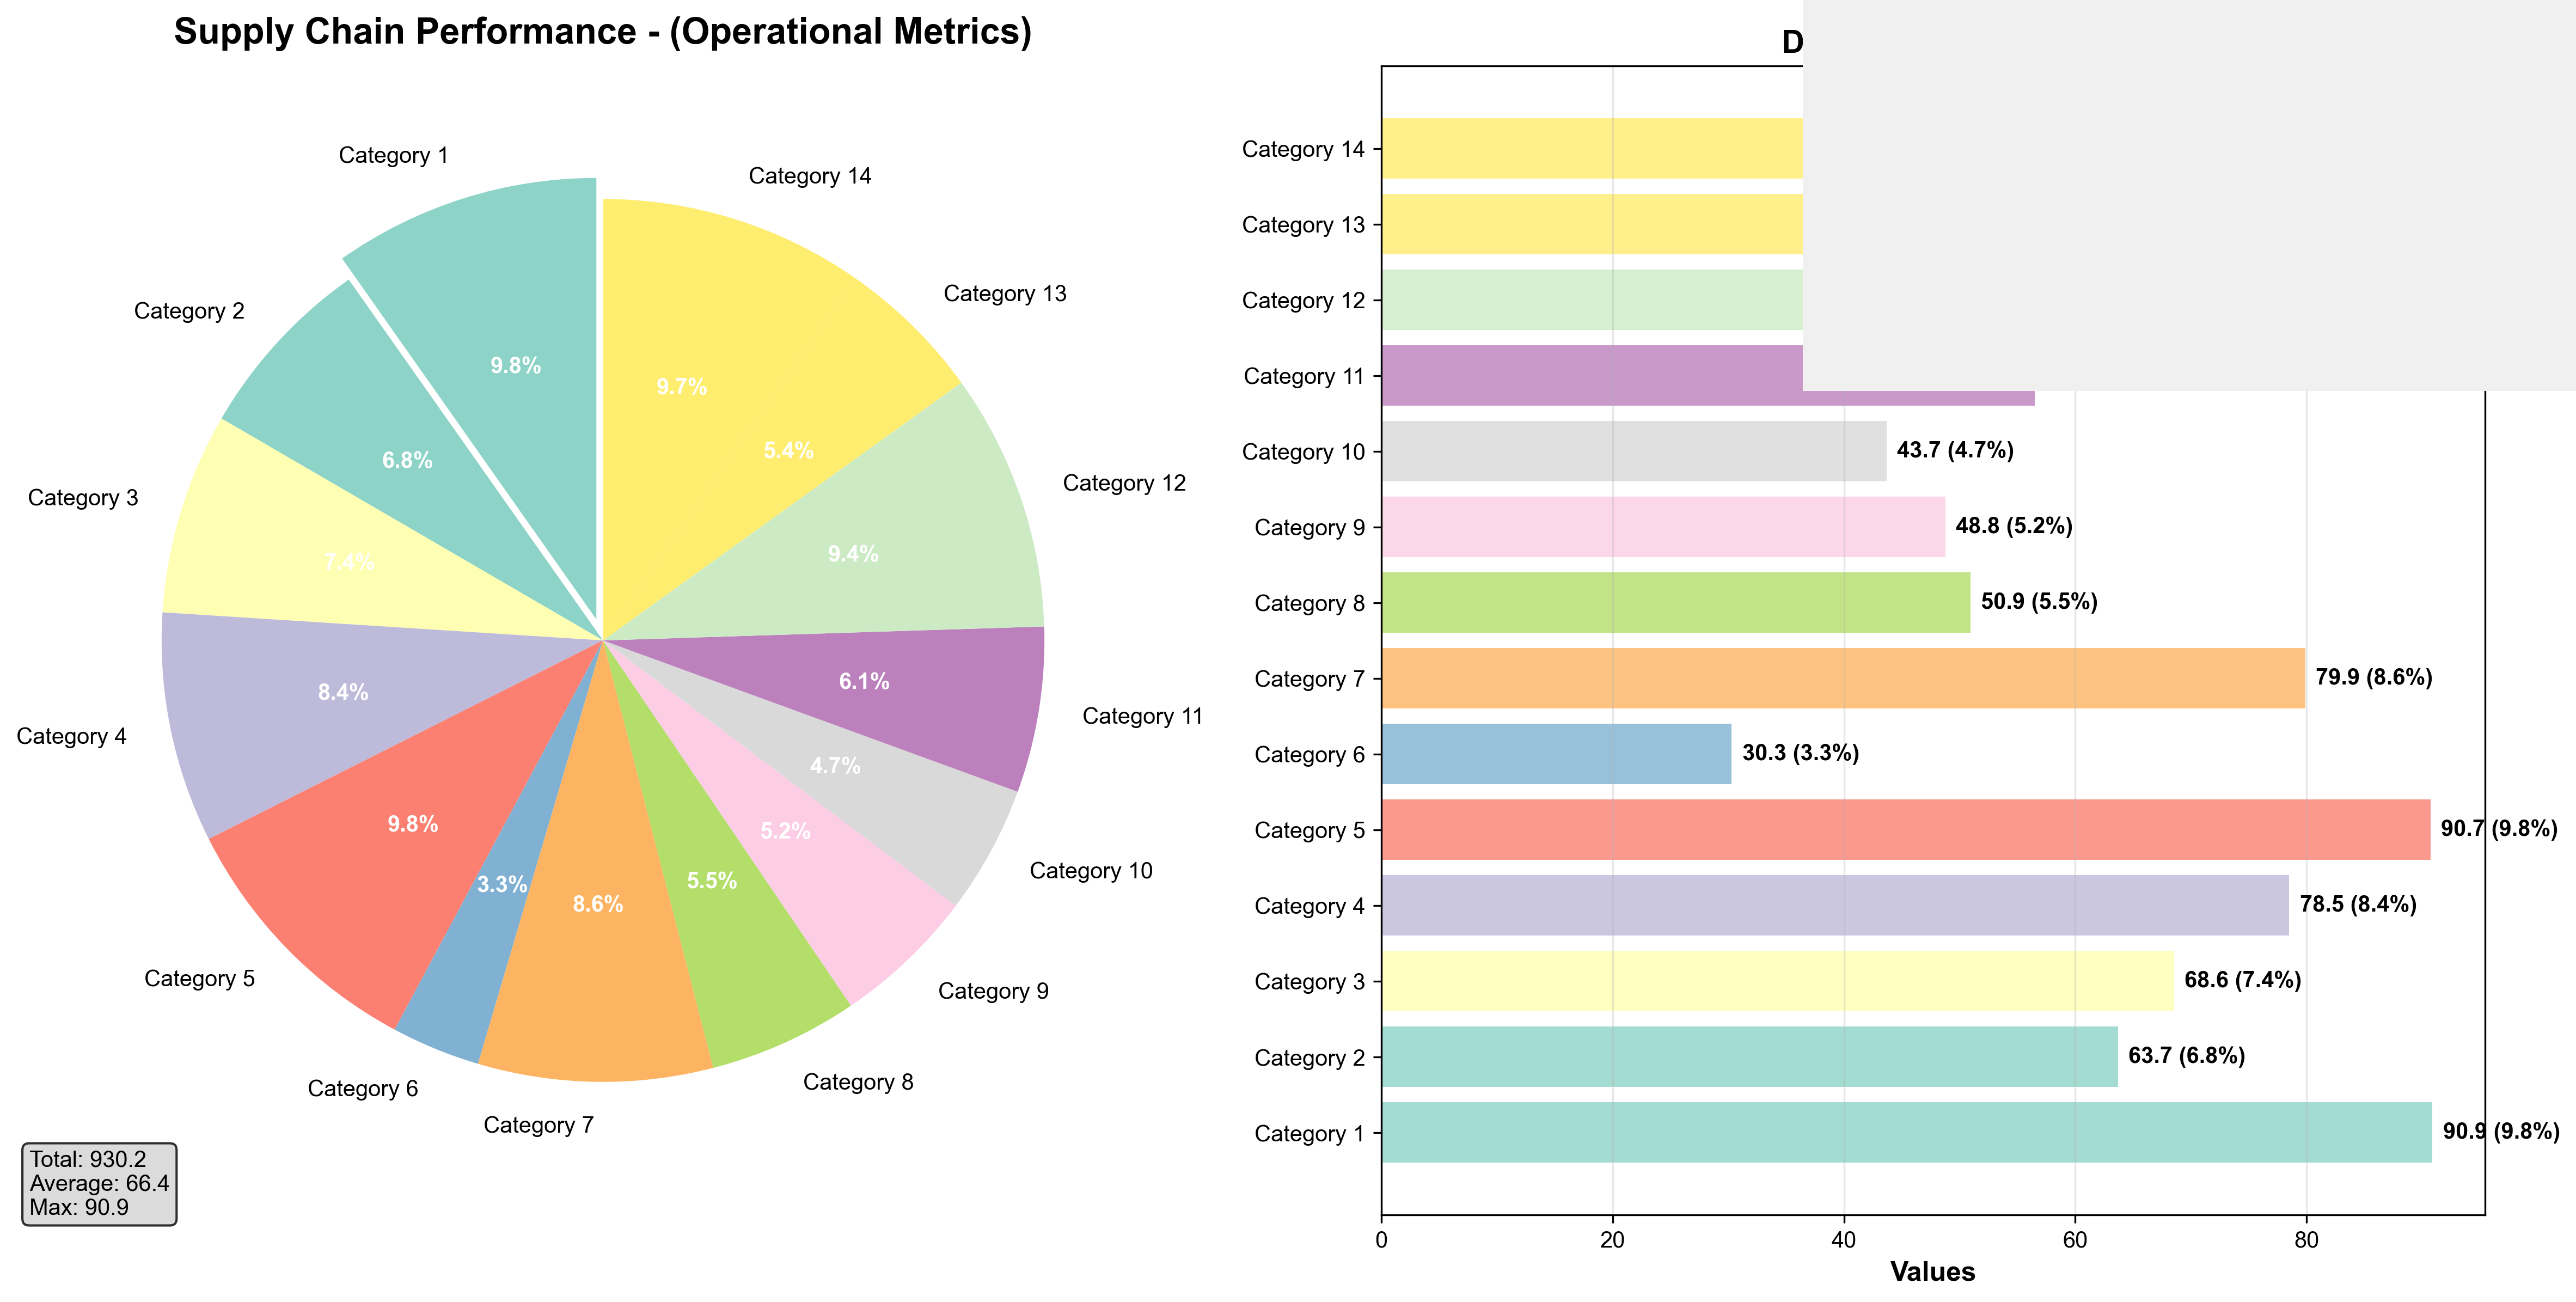 Supply Chain Performance - (Operational Metrics)
Category 1
Category 2
Category 3
Category 4
Category 5
Category 6
Category 7
Category 8
Category 9
Category 10
Category 11
Category 12
Category 13
Category 14
9.8%
6.8%
7.4%
8.4%
9.8%
3.3%
8.6%
5.5%
5.2%
4.7%
6.1%
9.4%
5.4%
9.7%
Total: 930.2
Average: 66.4
Max: 90.9
Category 14
Category 13
Category 12
Category 11
Category 10
43.7 (4.7%)
Category 9
48.8 (5.2%)
Category 8
50.9 (5.5%)
Category 7
79.9 (8.6%)
Category 6
30.3 (3.3%)
Category 5
90.7 (9.8%)
Category 4
78.5 (8.4%)
Category 3
68.6 (7.4%)
Category 2
63.7 (6.8%)
Category 1
90.9 (9.8%)
0
20
40
60
80
Values